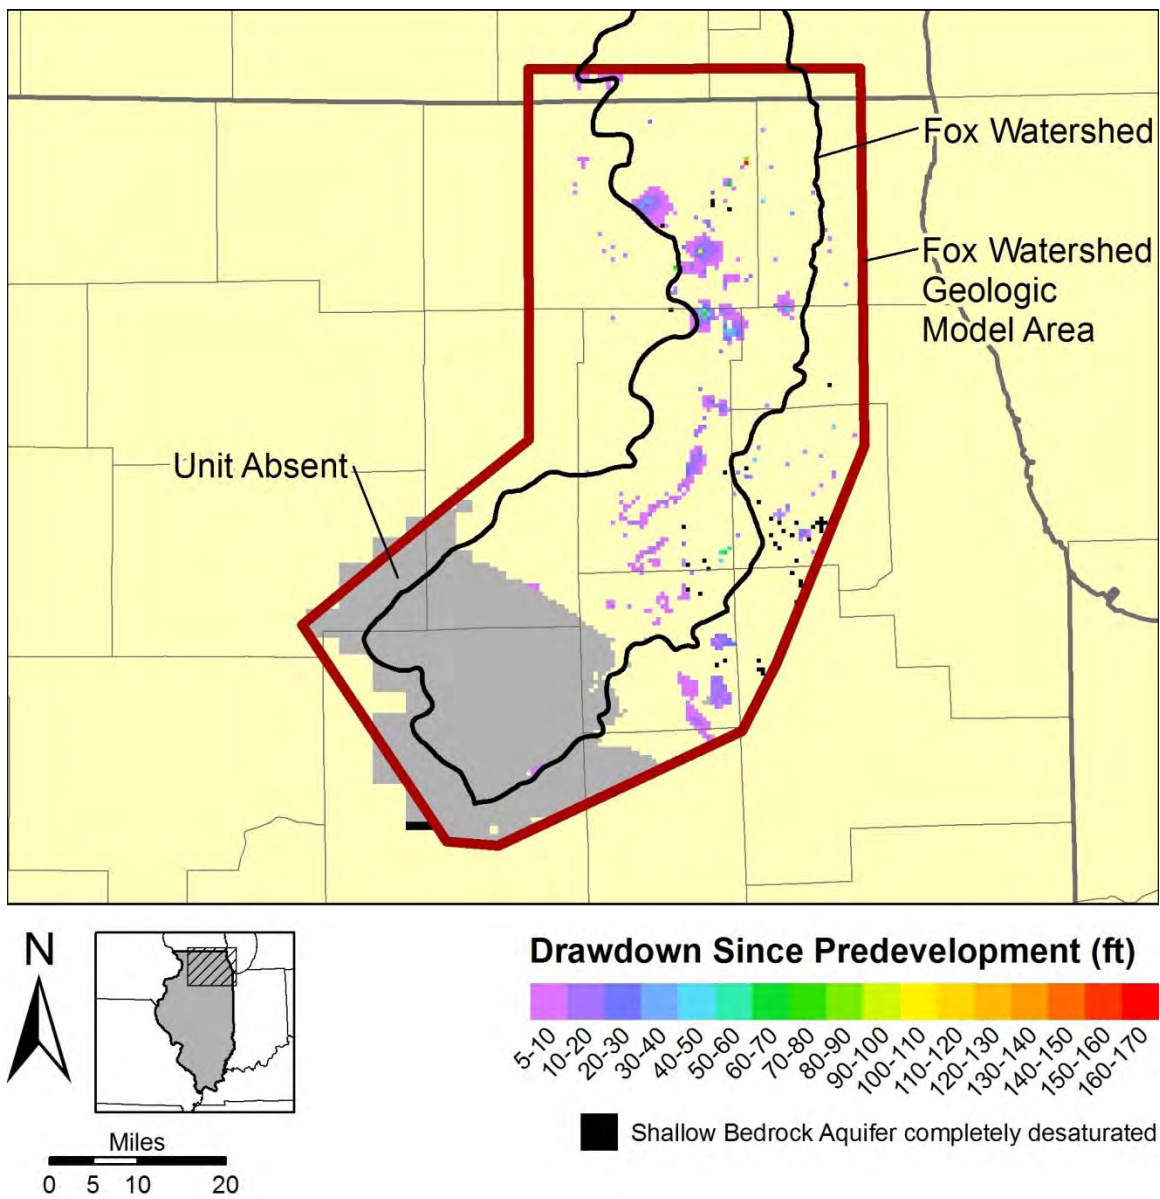 Fox Watershed
Fox Watershed
Geologic
Model Area
Unit Absent
N
Miles
0 5 10 20
Drawdown Since Predevelopment (ft)
5-10
10-20
20-30
30-40
40-50
50-60
60-70
70-80
80-90
90-100
100-110
110-120
120-130
130-140
140-150
150-160
160-170
Shallow Bedrock Aquifer completely desaturated